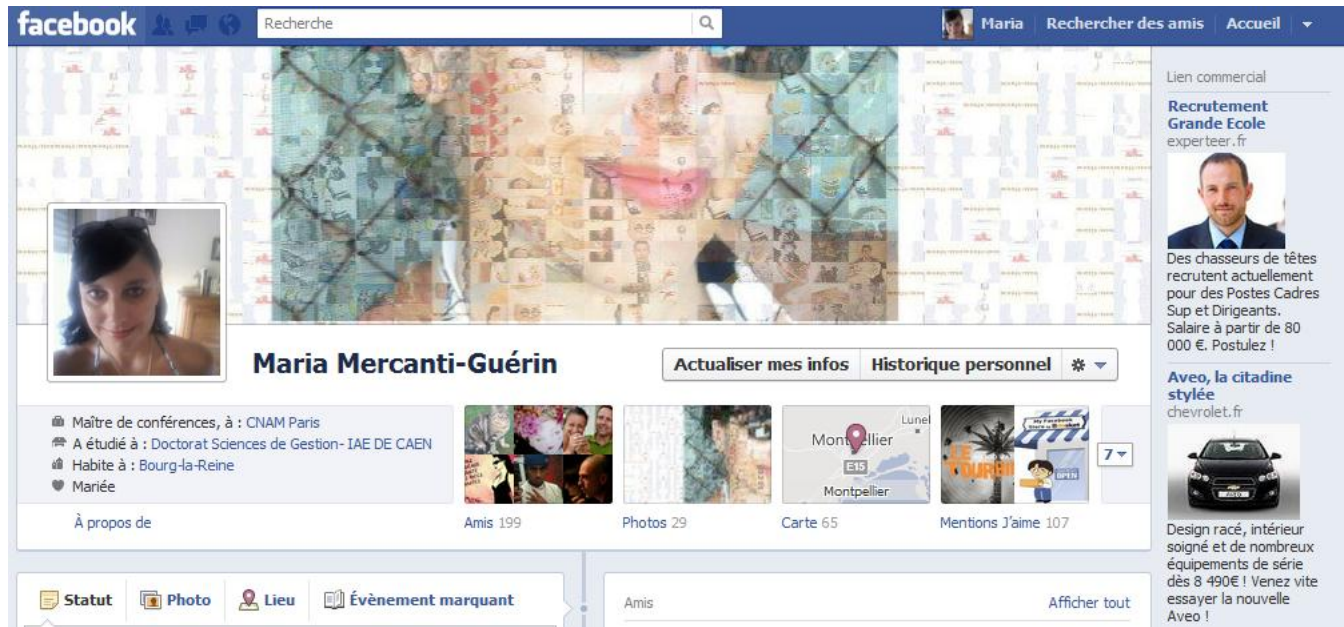 facebook
Recherche
Maria
Rechercher des amis
Accueil
Maria Mercanti-Guérin
Actualiser mes infos
Historique personnel
Maître de conférences, à : CNAM Paris
A étudié à : Doctorat Sciences de Gestion- IAE DE CAEN
Habite à : Bourg-la-Reine
Mariée
À propos de
Amis 199
Photos 29
Lunel
Montpellier
E15
Montpellier
Carte 65
LE
My Facebook
OPEN
Mentions J'aime 107
7
Statut
Photo
Lieu
Évènement marquant
Amis
Afficher tout
Lien commercial
Recrutement
Grande Ecole
experteer.fr
Des chasseurs de têtes
recrutent actuellement
pour des Postes Cadres
Sup et Dirigeants.
Salaire à partir de 80
000 €. Postulez !
Aveo, la citadine
stylée
chevrolet.fr
AVEO
Design racé, intérieur
soigné et de nombreux
équipements de série
dès 8 490€ ! Venez vite
essayer la nouvelle
Aveo !